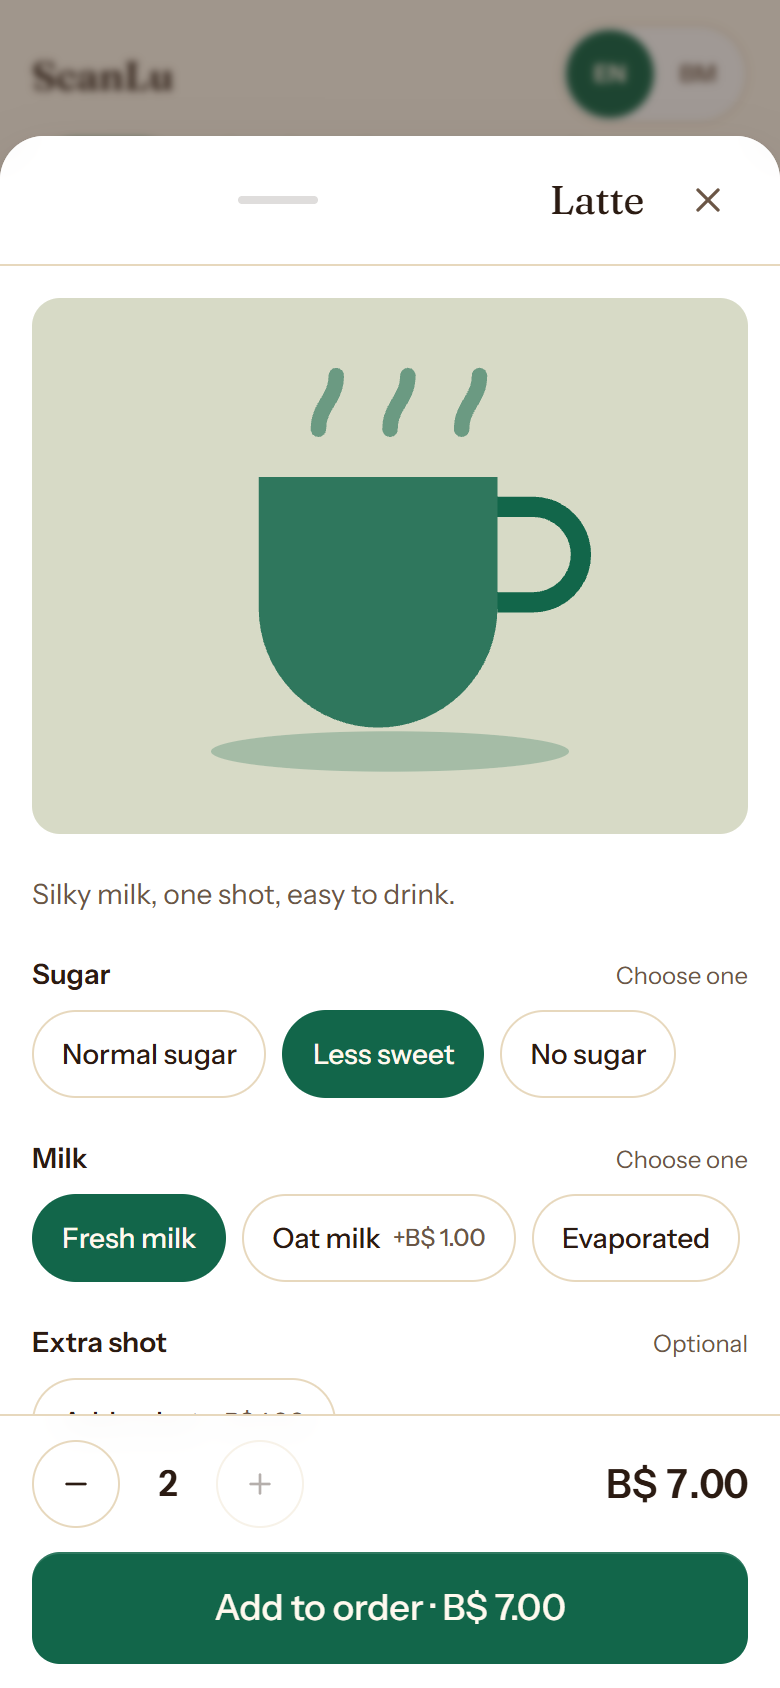 ScanLu
EN BM
Latte
Silky milk, one shot, easy to drink.
Sugar Choose one
Normal sugar Less sweet No sugar
Milk Choose one
Fresh milk Oat milk +B$ 1.00 Evaporated
Extra shot Optional
2 B$ 7.00
Add to order · B$ 7.00